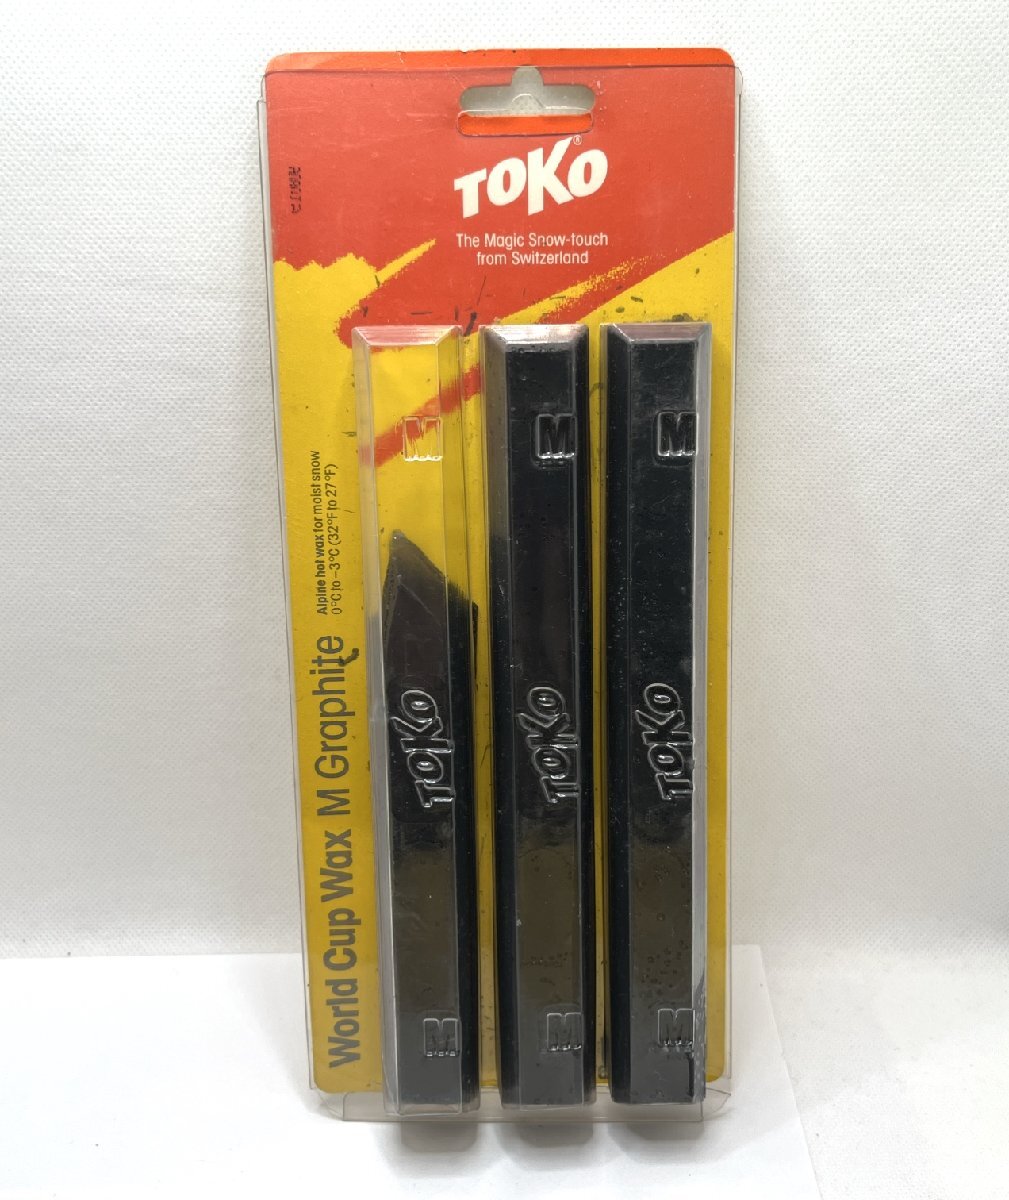 TOKO®
The Magic Snow-touch
from Switzerland
World Cup Wax M Graphite
Alpine hot wax for moist snow
0°C to -3°C (32°F to 27°F)
M
M
M
TOKO
TOKO
TOKO
M
M
M